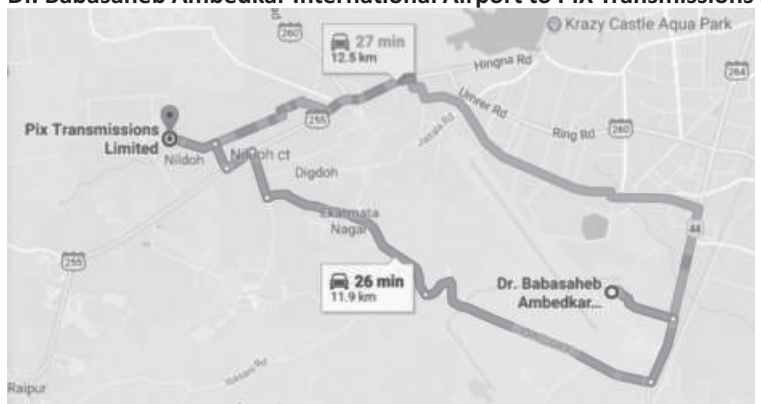 Dr. Babasaheb Ambedkar International Airport to Pix Transmissions
260
27 min
12.5 km
Krazy Castle Aqua Park
Hingna Rd
264
Umrer Rd
255
Ring Rd
260
Pix Transmissions
Limited
Nildoh
Nildoh ct
Digdoh
Ekatmata
Nagar
44
255
26 min
11.9 km
Dr. Babasaheb
Ambedkar...
Raipur